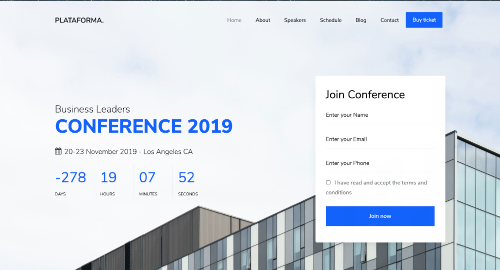 PLATAFORMA.
Home About Speakers Schedule Blog Contact Buy ticket
Business Leaders
CONFERENCE 2019
20-23 November 2019 - Los Angeles CA
-278 19 07 52
DAYS HOURS MINUTES SECONDS
Join Conference
Enter your Name
Enter your Email
Enter your Phone
I have read and accept the terms and
conditions
Join now